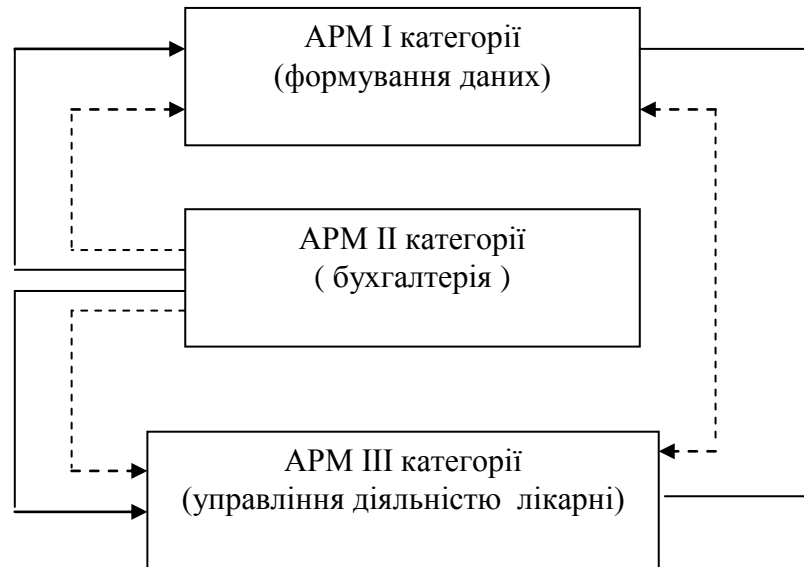 АРМ І категорії
(формування даних)
АРМ ІІ категорії
( бухгалтерія )
АРМ ІІІ категорії
(управління діяльністю лікарні)